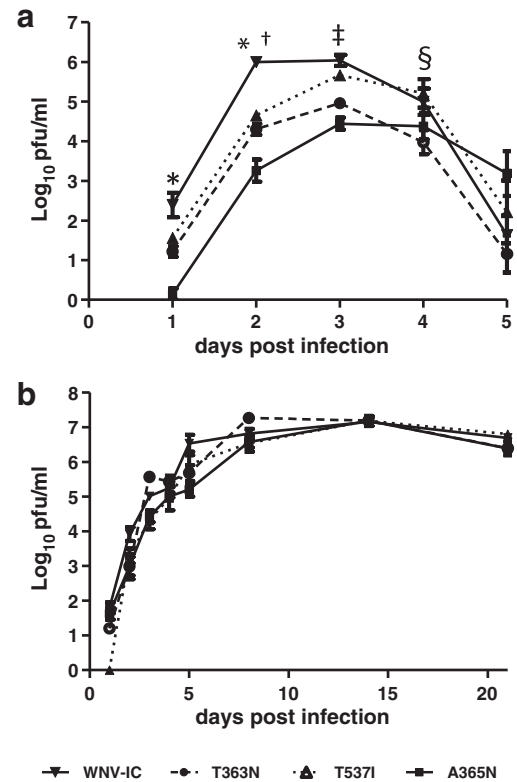 a
* † ‡ §
*
7
6
5
4
3
2
1
0
Log10 pfu/ml
0 1 2 3 4 5
days post infection
b
8
7
6
5
4
3
2
1
0
Log10 pfu/ml
0 5 10 15 20
days post infection
WNV-IC T363N T537I A365N